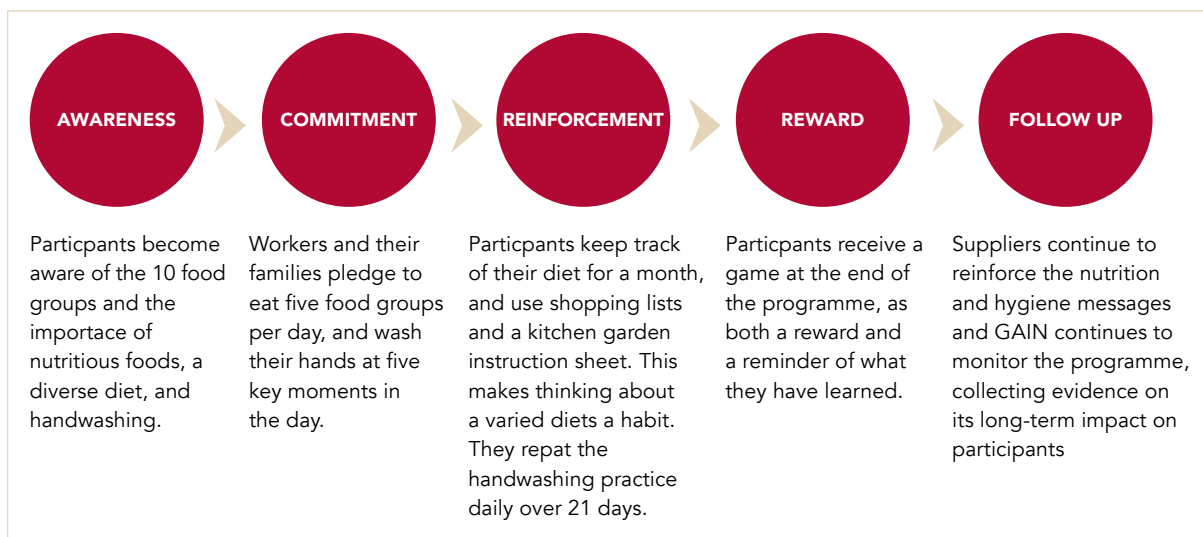 AWARENESS
COMMITMENT
REINFORCEMENT
REWARD
FOLLOW UP
Particpants become
aware of the 10 food
groups and the
importace of
nutritious foods, a
diverse diet, and
handwashing.
Workers and their
families pledge to
eat five food groups
per day, and wash
their hands at five
key moments in
the day.
Particpants keep track
of their diet for a month,
and use shopping lists
and a kitchen garden
instruction sheet. This
makes thinking about
a varied diets a habit.
They repat the
handwashing practice
daily over 21 days.
Particpants receive a
game at the end of
the programme, as
both a reward and
a reminder of what
they have learned.
Suppliers continue to
reinforce the nutrition
and hygiene messages
and GAIN continues to
monitor the programme,
collecting evidence on
its long-term impact on
participants